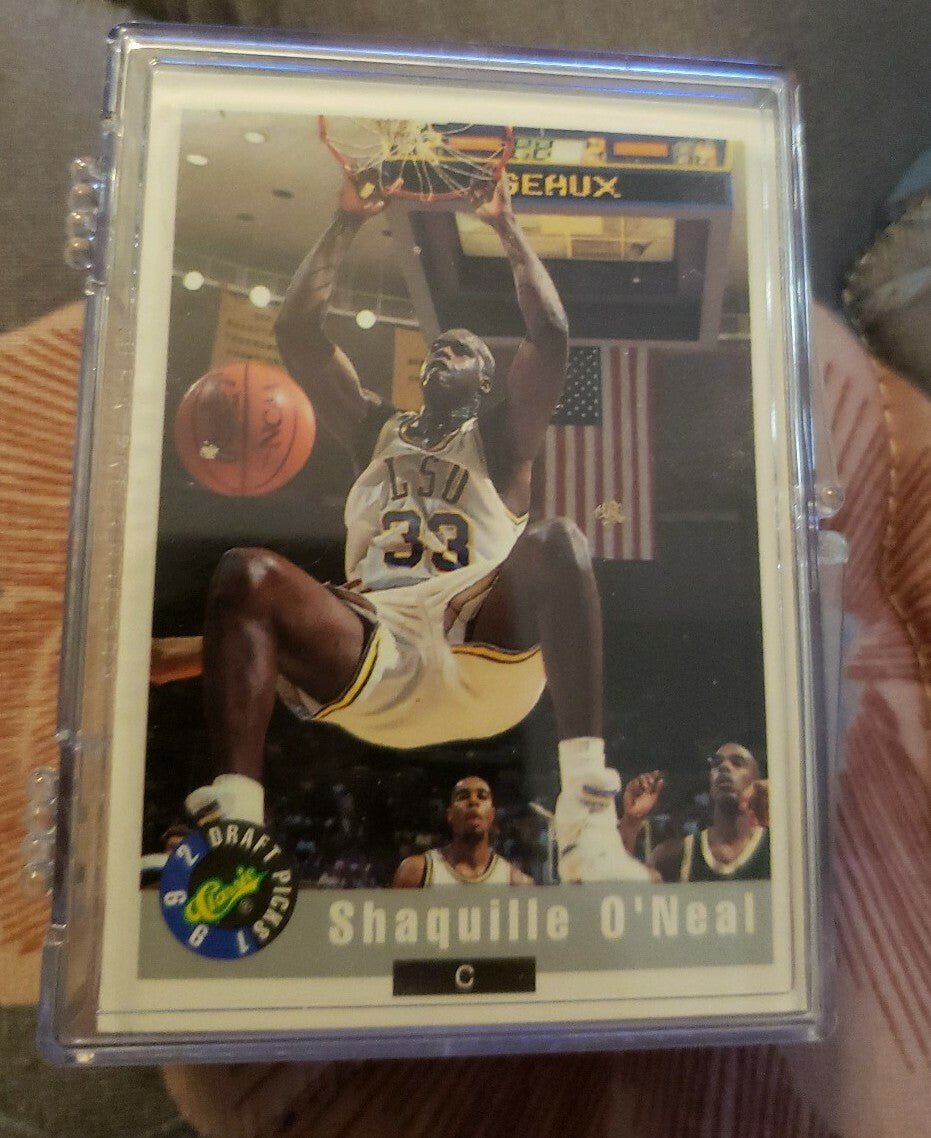 GEAUX
LSU
33
1992 DRAFT PICKS
Classic
Shaquille O'Neal
C